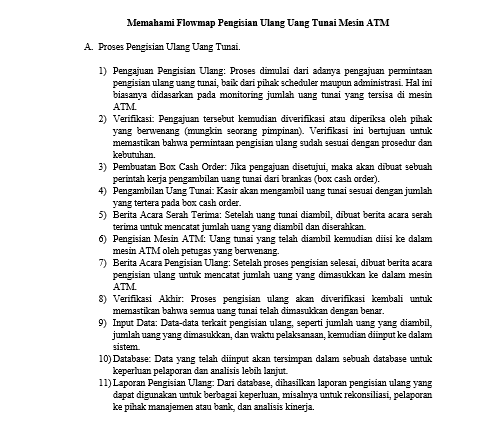 Memahami Flowmap Pengisian Ulang Uang Tunai Mesin ATM
A. Proses Pengisian Ulang Uang Tunai.
1) Pengajuan Pengisian Ulang: Proses dimulai dari adanya pengajuan permintaan
pengisian ulang uang tunai, baik dari pihak scheduler maupun administrasi. Hal ini
biasanya didasarkan pada monitoring jumlah uang tunai yang tersisa di mesin
ATM.
2) Verifikasi: Pengajuan tersebut kemudian diverifikasi atau diperiksa oleh pihak
yang berwenang (mungkin seorang pimpinan). Verifikasi ini bertujuan untuk
memastikan bahwa permintaan pengisian ulang sudah sesuai dengan prosedur dan
kebutuhan.
3) Pembuatan Box Cash Order: Jika pengajuan disetujui, maka akan dibuat sebuah
perintah kerja pengambilan uang tunai dari brankas (box cash order).
4) Pengambilan Uang Tunai: Kasir akan mengambil uang tunai sesuai dengan jumlah
yang tertera pada box cash order.
5) Berita Acara Serah Terima: Setelah uang tunai diambil, dibuat berita acara serah
terima untuk mencatat jumlah uang yang diambil dan diserahkan.
6) Pengisian Mesin ATM: Uang tunai yang telah diambil kemudian diisi ke dalam
mesin ATM oleh petugas yang berwenang.
7) Berita Acara Pengisian Ulang: Setelah proses pengisian selesai, dibuat berita acara
pengisian ulang untuk mencatat jumlah uang yang dimasukkan ke dalam mesin
ATM.
8) Verifikasi Akhir: Proses pengisian ulang akan diverifikasi kembali untuk
memastikan bahwa semua uang tunai telah dimasukkan dengan benar.
9) Input Data: Data-data terkait pengisian ulang, seperti jumlah uang yang diambil,
jumlah uang yang dimasukkan, dan waktu pelaksanaan, kemudian diinput ke dalam
sistem.
10) Database: Data yang telah diinput akan tersimpan dalam sebuah database untuk
keperluan pelaporan dan analisis lebih lanjut.
11) Laporan Pengisian Ulang: Dari database, dihasilkan laporan pengisian ulang yang
dapat digunakan untuk berbagai keperluan, misalnya untuk rekonsiliasi, pelaporan
ke pihak manajemen atau bank, dan analisis kinerja.